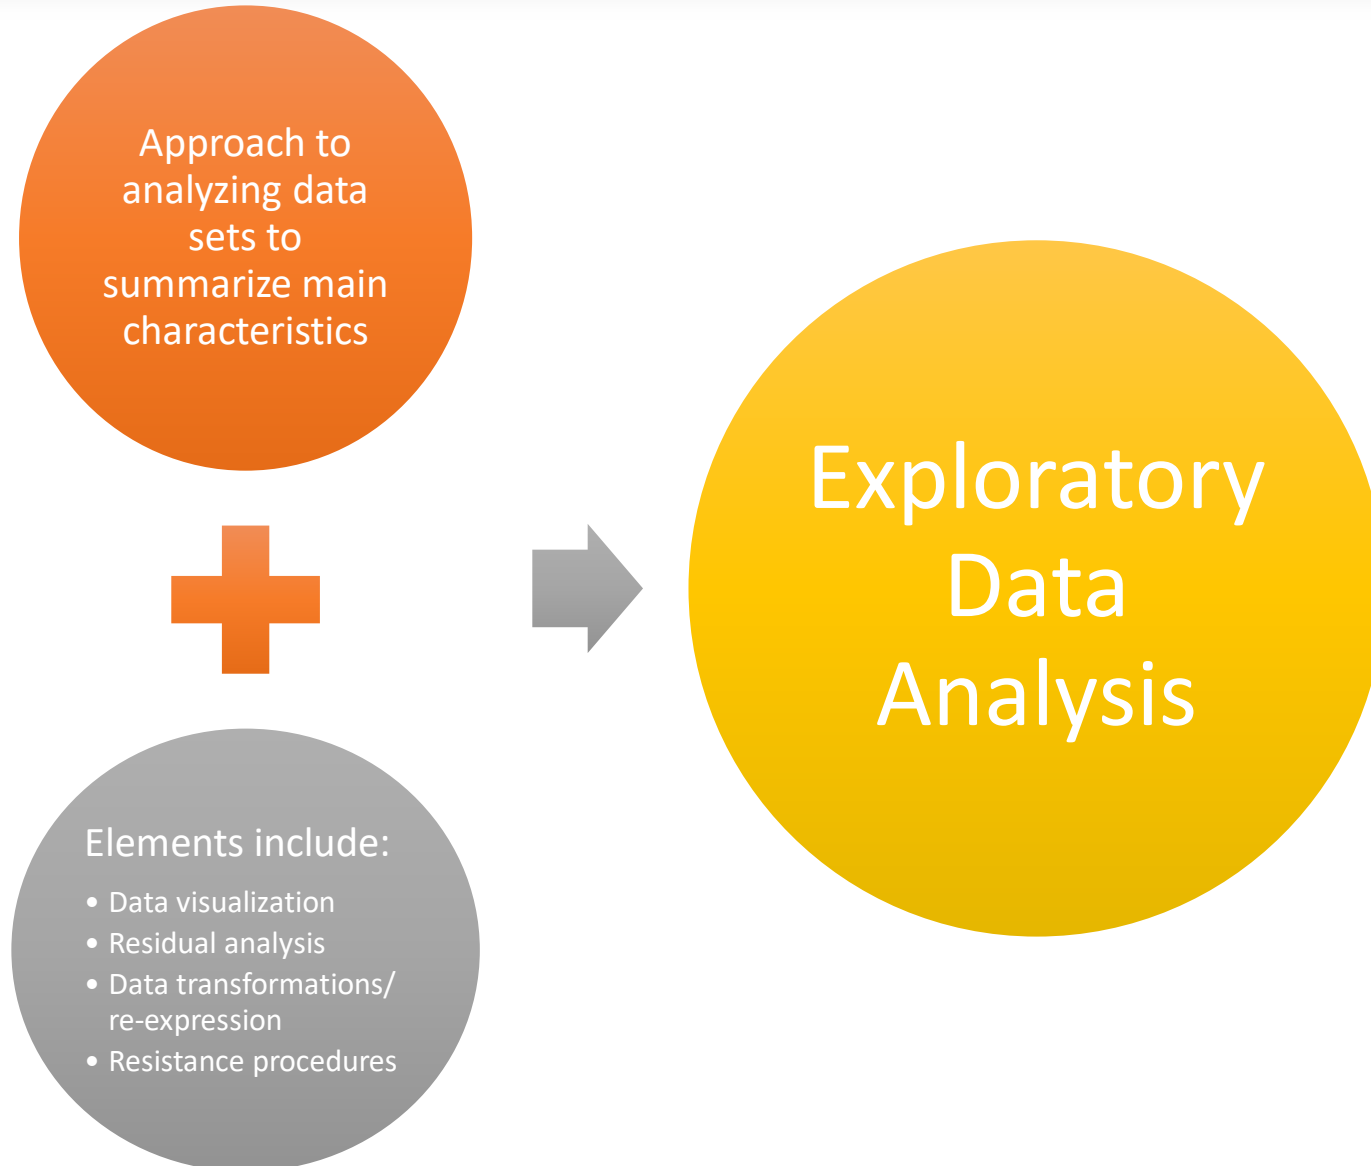 Approach to
analyzing data
sets to
summarize main
characteristics
Elements include:
• Data visualization
• Residual analysis
• Data transformations/
re-expression
• Resistance procedures
Exploratory
Data
Analysis